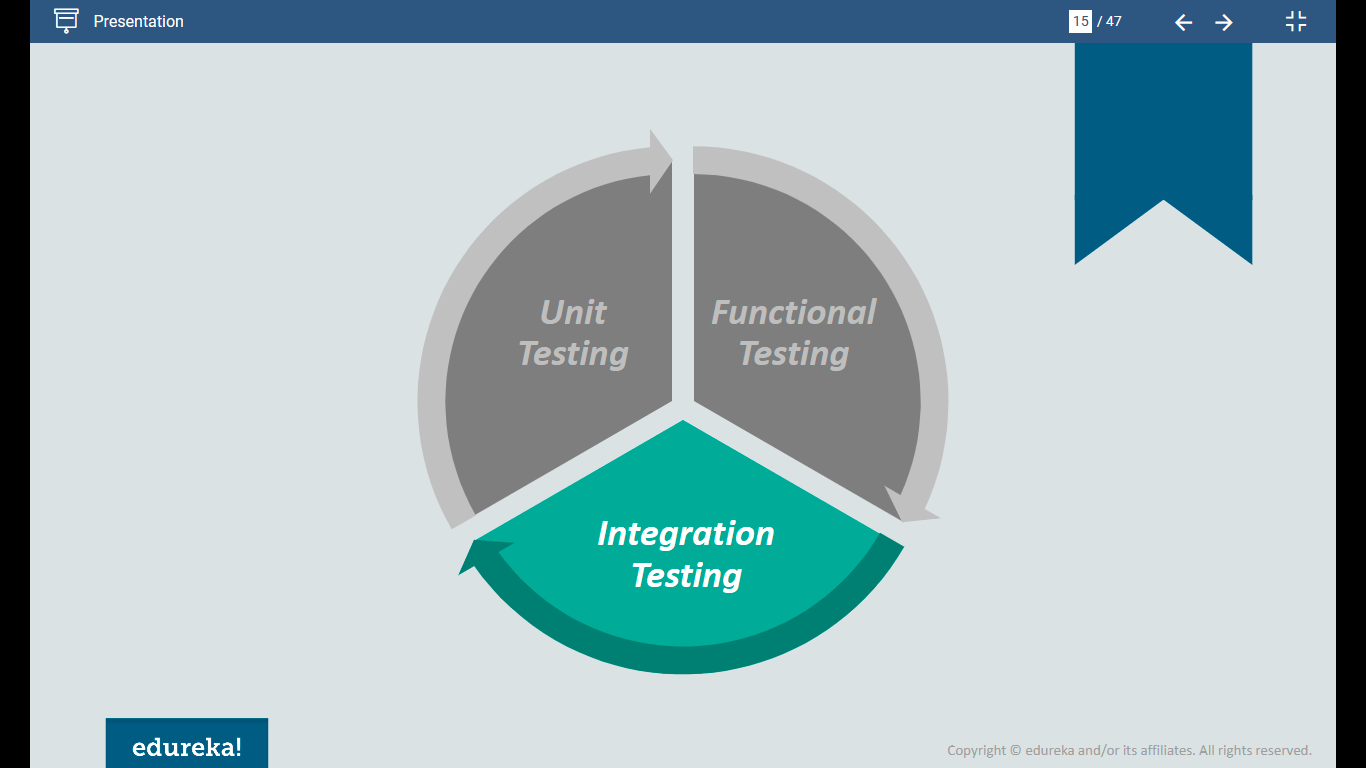 Presentation
15 / 47
Unit
Testing
Functional
Testing
Integration
Testing
edureka!
Copyright © edureka and/or its affiliates. All rights reserved.